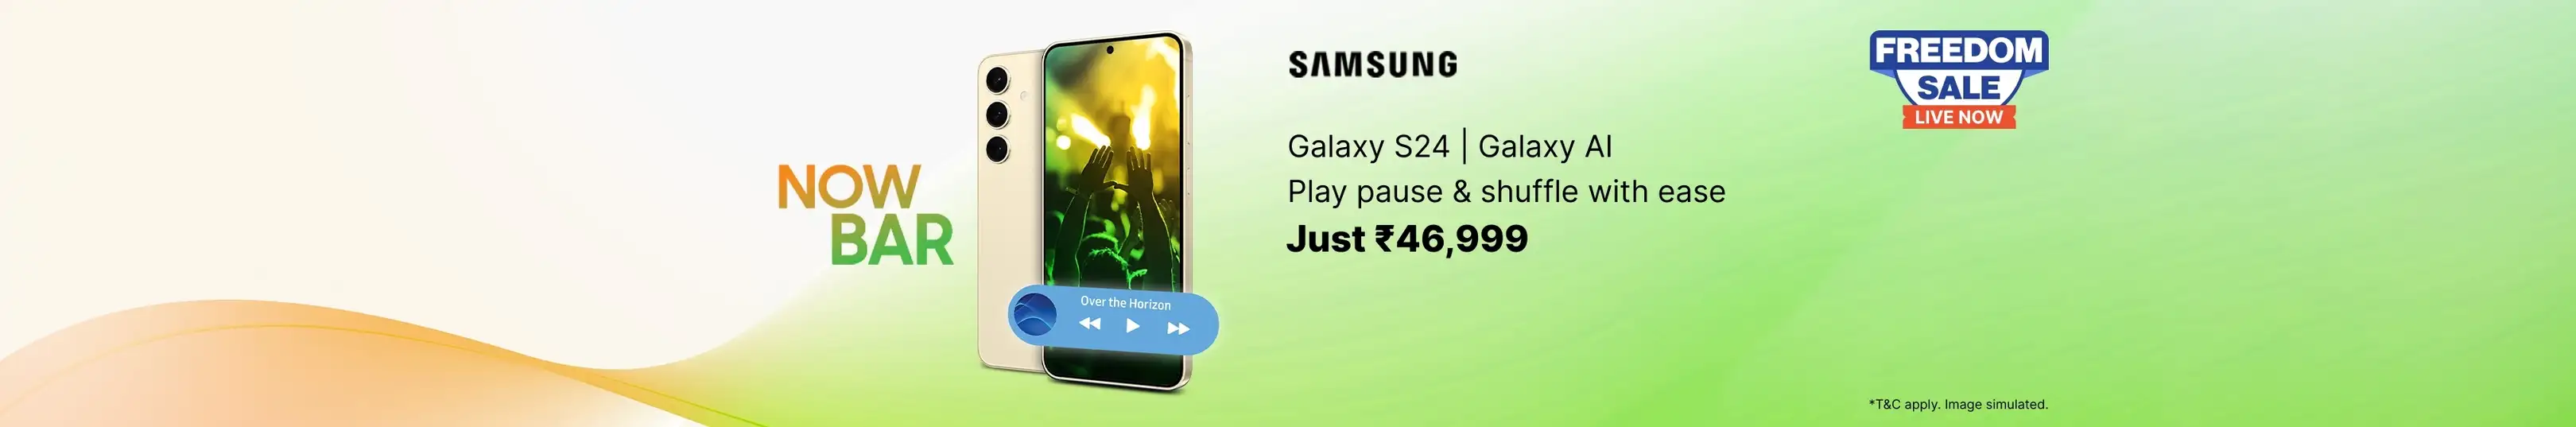 NOW
BAR
Over the Horizon
SAMSUNG
Galaxy S24 | Galaxy AI
Play pause & shuffle with ease
Just ₹46,999
FREEDOM
SALE
LIVE NOW
*T&C apply. Image simulated.